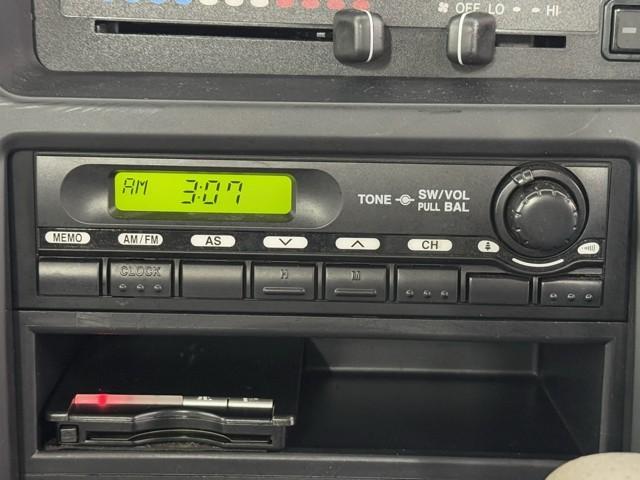 OFF LO HI
AM 3:07
TONE SW/VOL
PULL BAL
MEMO AM/FM AS CH
CLOCK H M